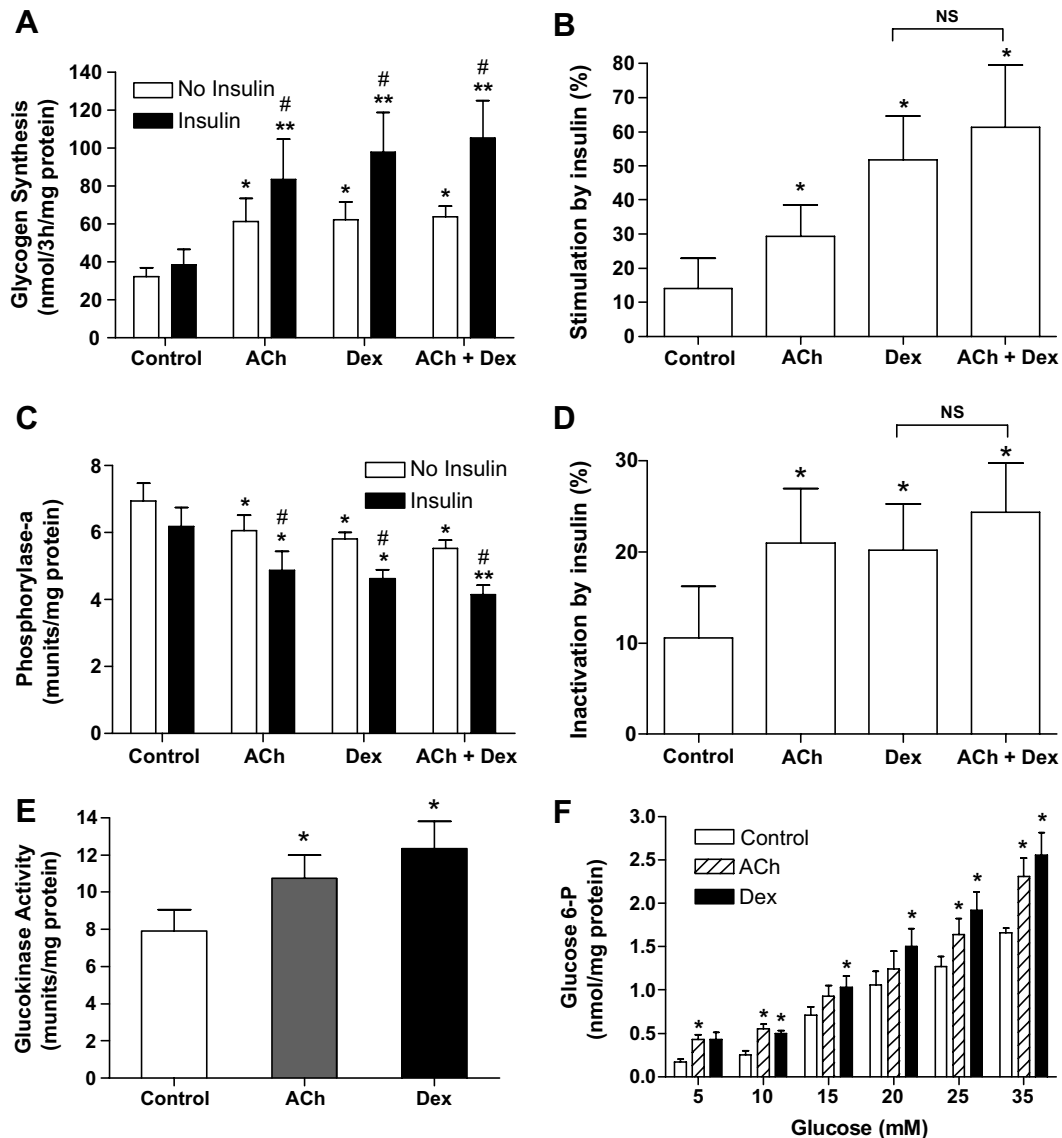 A
Glycogen Synthesis
(nmol/3h/mg protein)
140
120
100
80
60
40
20
0
No Insulin
Insulin
*
#
**
*
#
**
*
#
**
Control
ACh
Dex
ACh + Dex
B
Stimulation by insulin (%)
80
70
60
50
40
30
20
10
0
NS
*
*
*
Control
ACh
Dex
ACh + Dex
C
Phosphorylase-a
(munits/mg protein)
8
6
4
2
0
No Insulin
Insulin
*
#
*
*
#
*
*
#
**
Control
ACh
Dex
ACh + Dex
D
Inactivation by insulin (%)
30
20
10
0
NS
*
*
*
Control
ACh
Dex
ACh + Dex
E
Glucokinase Activity
(munits/mg protein)
14
12
10
8
6
4
2
0
*
*
Control
ACh
Dex
F
Glucose 6-P
(nmol/mg protein)
3.0
2.5
2.0
1.5
1.0
0.5
0
Control
ACh
Dex
*
*
*
*
*
*
*
*
*
5
10
15
20
25
35
Glucose (mM)